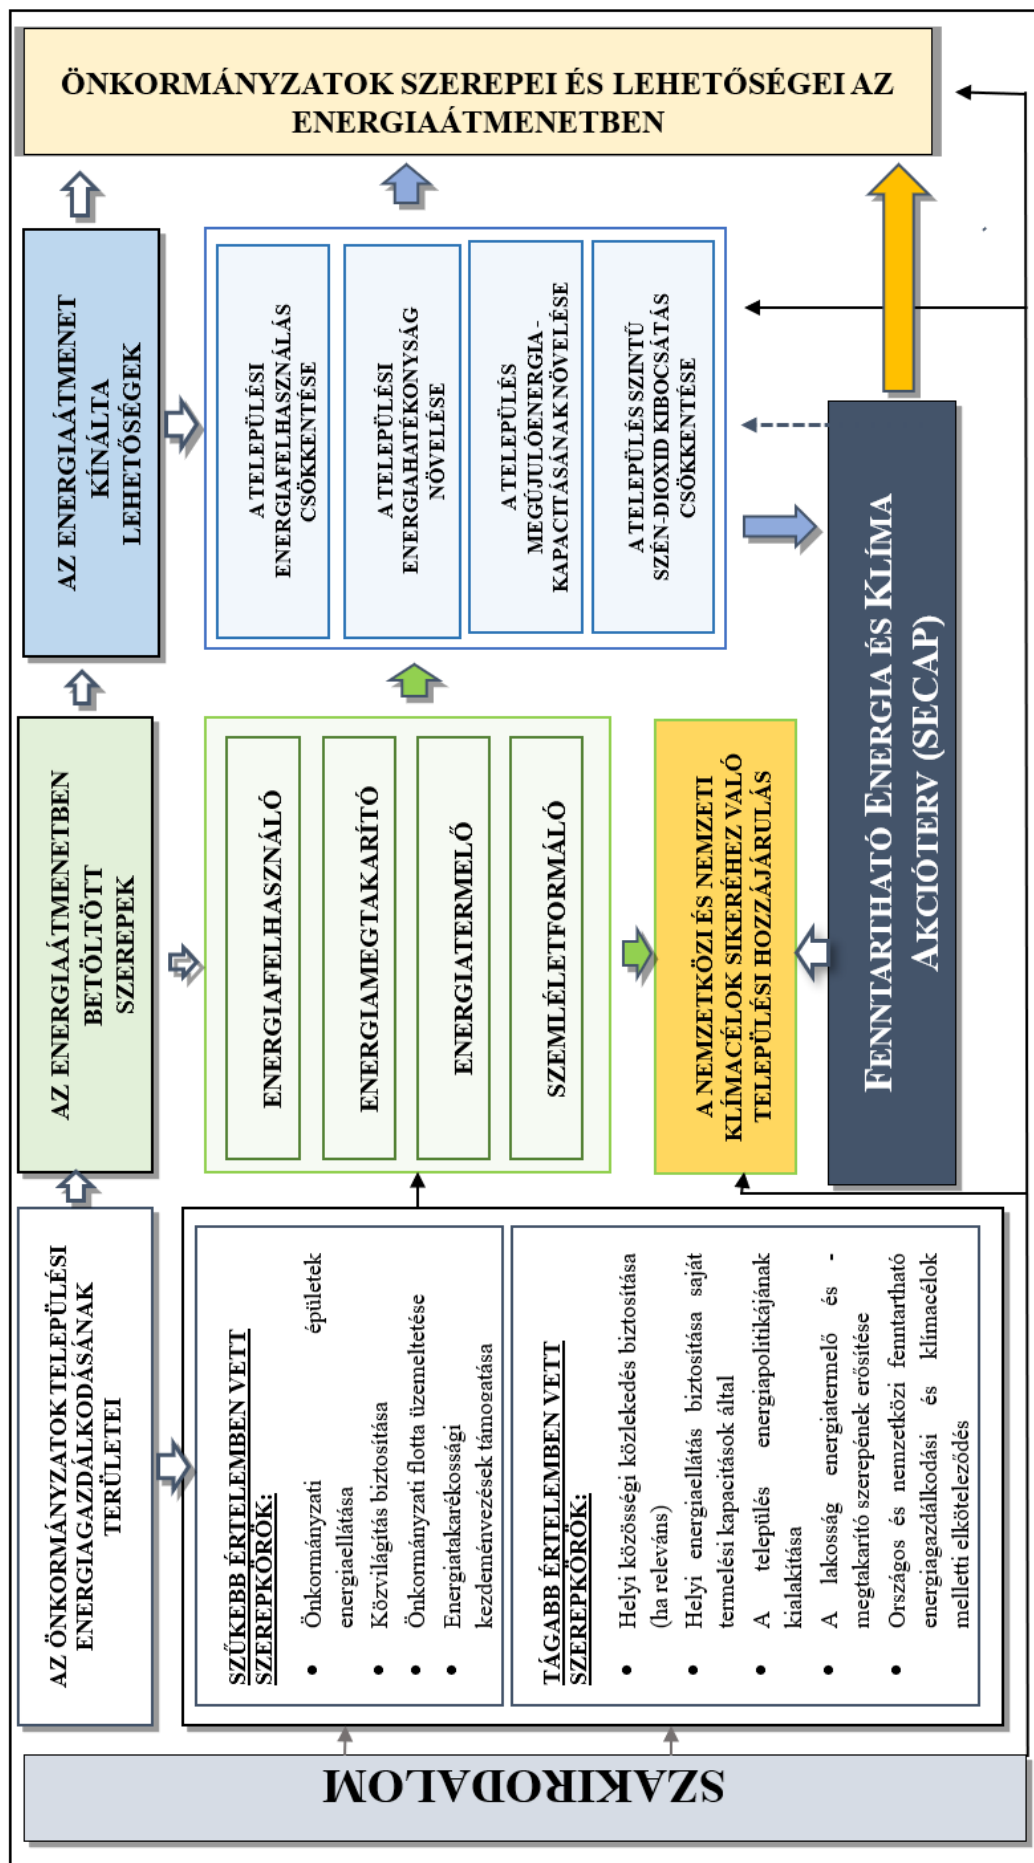 SZAKIRODALOM
AZ ÖNKORMÁNYZATOK TELEPÜLÉSI
ENERGIAGAZDÁLKODÁSÁNAK
TERÜLETEI
SZŰKEBB ÉRTELEMBEN VETT
SZEREPKÖRÖK:
• Önkormányzati épületek
energiaellátása
• Közvilágítás biztosítása
• Önkormányzati flotta üzemeltetése
• Energiatakarékossági
kezdeményezések támogatása
TÁGABB ÉRTELEMBEN VETT
SZEREPKÖRÖK:
• Helyi közösségi közlekedés biztosítása
(ha releváns)
• Helyi energiaellátás biztosítása saját
termelési kapacitások által
• A település energiapolitikájának
kialakítása
• A lakosság energiatermelő és -
megtakarító szerepének erősítése
• Országos és nemzetközi fenntartható
energiagazdálkodási és klímacélok
melletti elköteleződés
AZ ENERGIAÁTMENETBEN
BETÖLTÖTT
SZEREPEK
ENERGIAFELHASZNÁLÓ
ENERGIAMEGTAKARÍTÓ
ENERGIATERMELŐ
SZEMLÉLETFORMÁLÓ
A NEMZETKÖZI ÉS NEMZETI
KLÍMACÉLOK SIKERÉHEZ VALÓ
TELEPÜLÉSI HOZZÁJÁRULÁS
AZ ENERGIAÁTMENET
KÍNÁLTA
LEHETŐSÉGEK
A TELEPÜLÉSI
ENERGIAFELHASZNÁLÁS
CSÖKKENTÉSE
A TELEPÜLÉSI
ENERGIAHATÉKONYSÁG
NÖVELÉSE
A TELEPÜLÉS
MEGÚJULÓENERGIA-
KAPACITÁSÁNAK NÖVELÉSE
A TELEPÜLÉS SZINTŰ
SZÉN-DIOXID KIBOCSÁTÁS
CSÖKKENTÉSE
FENNTARTHATÓ ENERGIA ÉS KLÍMA
AKCIÓTERV (SECAP)
ÖNKORMÁNYZATOK SZEREPEI ÉS LEHETŐSÉGEI AZ
ENERGIAÁTMENETBEN